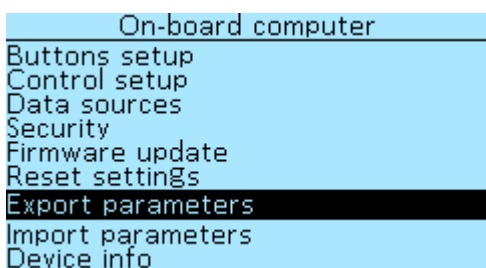 On-board computer
Buttons setup
Control setup
Data sources
Security
Firmware update
Reset settings
Export parameters
Import parameters
Device info